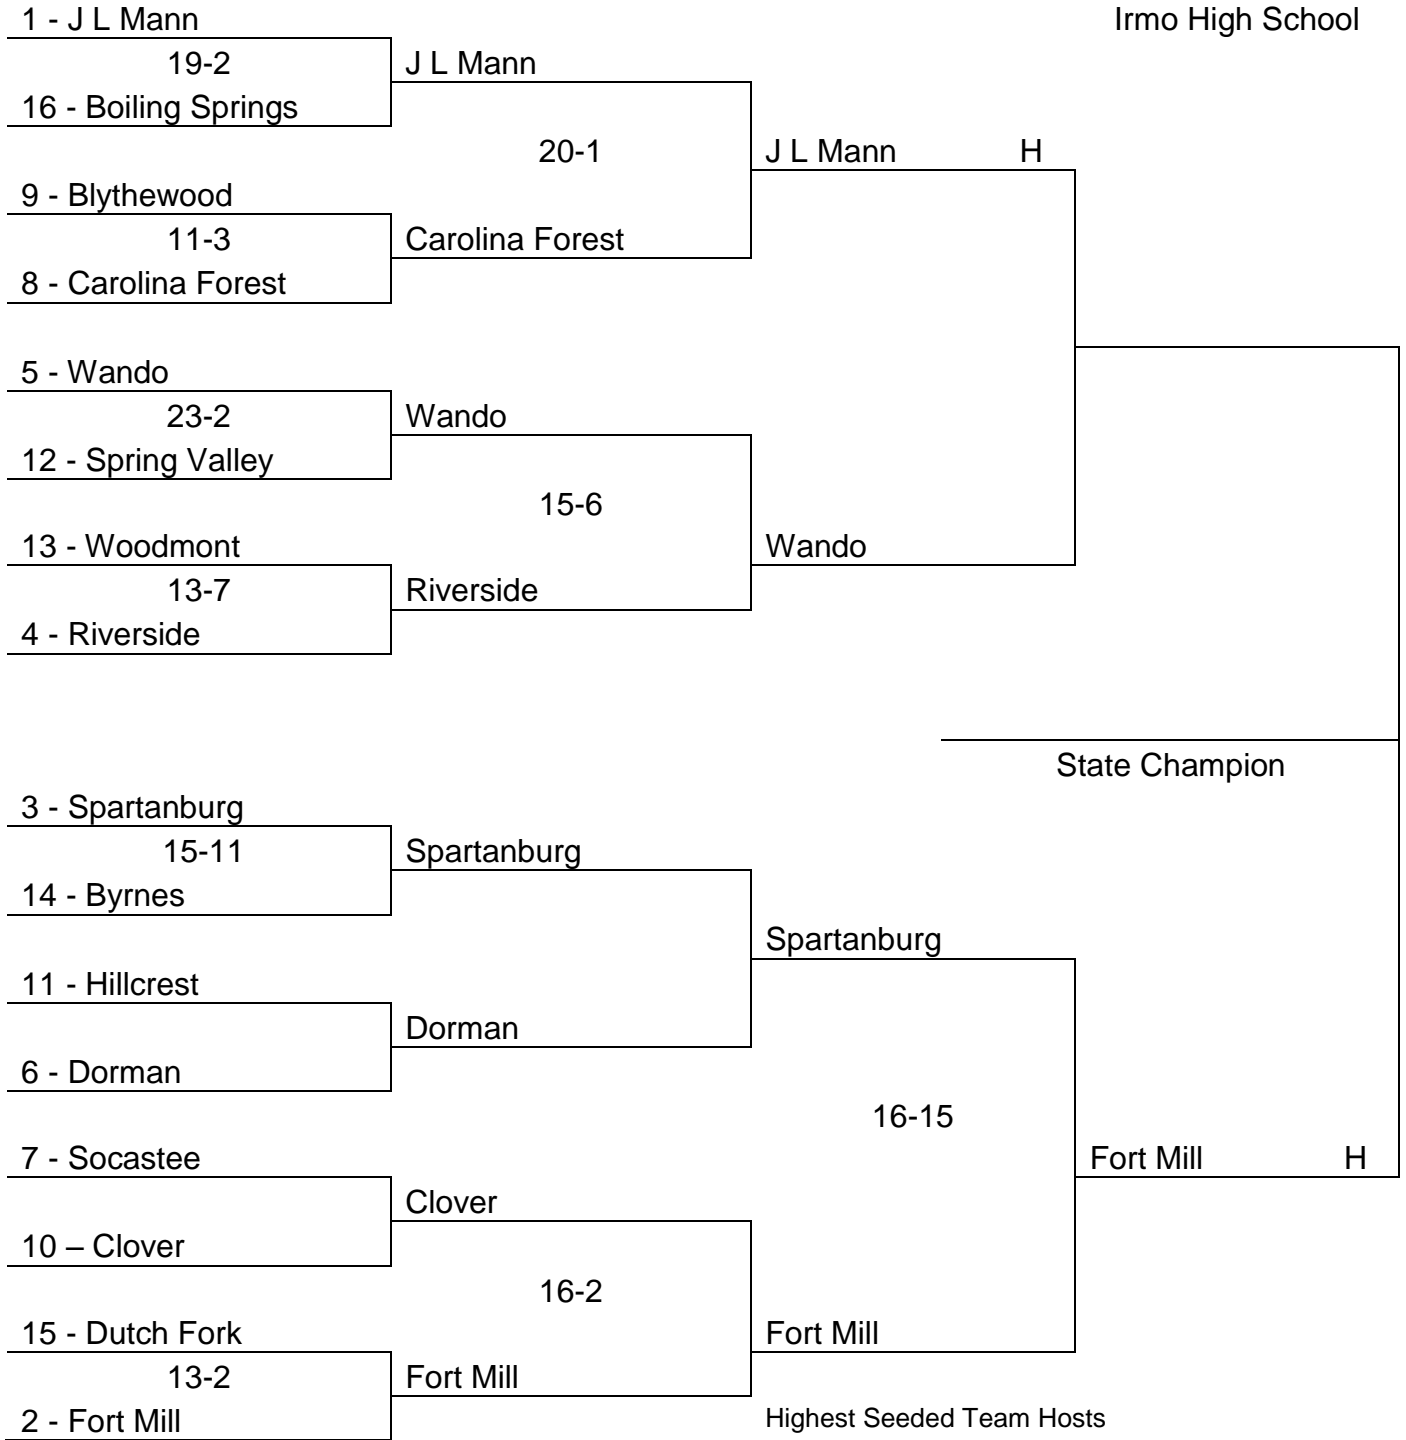 1 - J L Mann
Irmo High School
19-2
J L Mann
16 - Boiling Springs
20-1
J L Mann H
9 - Blythewood
11-3
Carolina Forest
8 - Carolina Forest
5 - Wando
23-2
Wando
12 - Spring Valley
15-6
13 - Woodmont
Wando
13-7
Riverside
4 - Riverside
State Champion
3 - Spartanburg
15-11
Spartanburg
14 - Byrnes
Spartanburg
11 - Hillcrest
Dorman
6 - Dorman
16-15
7 - Socastee
Fort Mill H
Clover
10 – Clover
16-2
15 - Dutch Fork
Fort Mill
13-2
Fort Mill
2 - Fort Mill
Highest Seeded Team Hosts